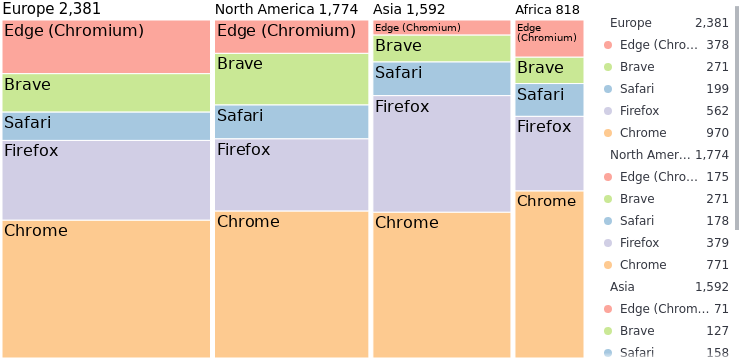 Europe 2,381
Edge (Chromium)
Brave
Safari
Firefox
Chrome
North America 1,774
Edge (Chromium)
Brave
Safari
Firefox
Chrome
Asia 1,592
Edge (Chromium)
Brave
Safari
Firefox
Chrome
Africa 818
Edge
(Chromium)
Brave
Safari
Firefox
Chrome
Europe 2,381
Edge (Chro... 378
Brave 271
Safari 199
Firefox 562
Chrome 970
North Amer... 1,774
Edge (Chro... 175
Brave 271
Safari 178
Firefox 379
Chrome 771
Asia 1,592
Edge (Chrom... 71
Brave 127
Safari 158